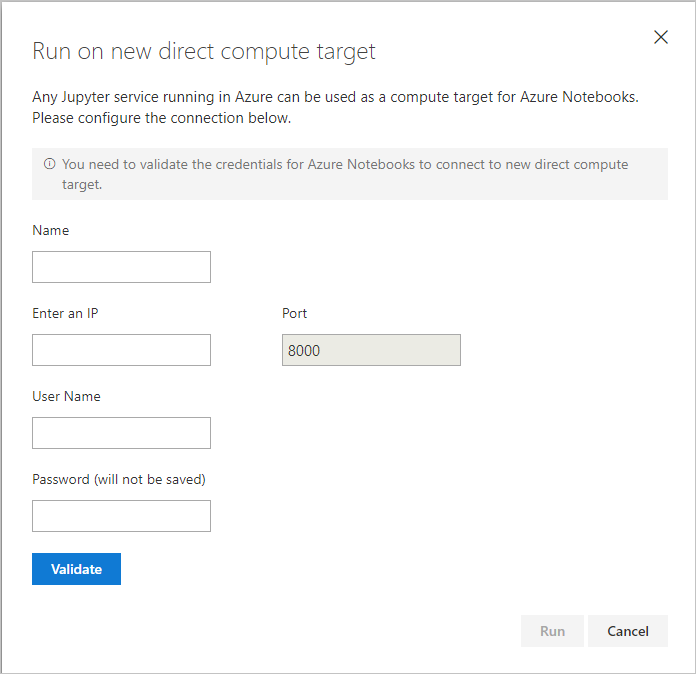 Run on new direct compute target
Any Jupyter service running in Azure can be used as a compute target for Azure Notebooks.
Please configure the connection below.
You need to validate the credentials for Azure Notebooks to connect to new direct compute
target.
Name
Enter an IP
Port
8000
User Name
Password (will not be saved)
Validate
Run
Cancel